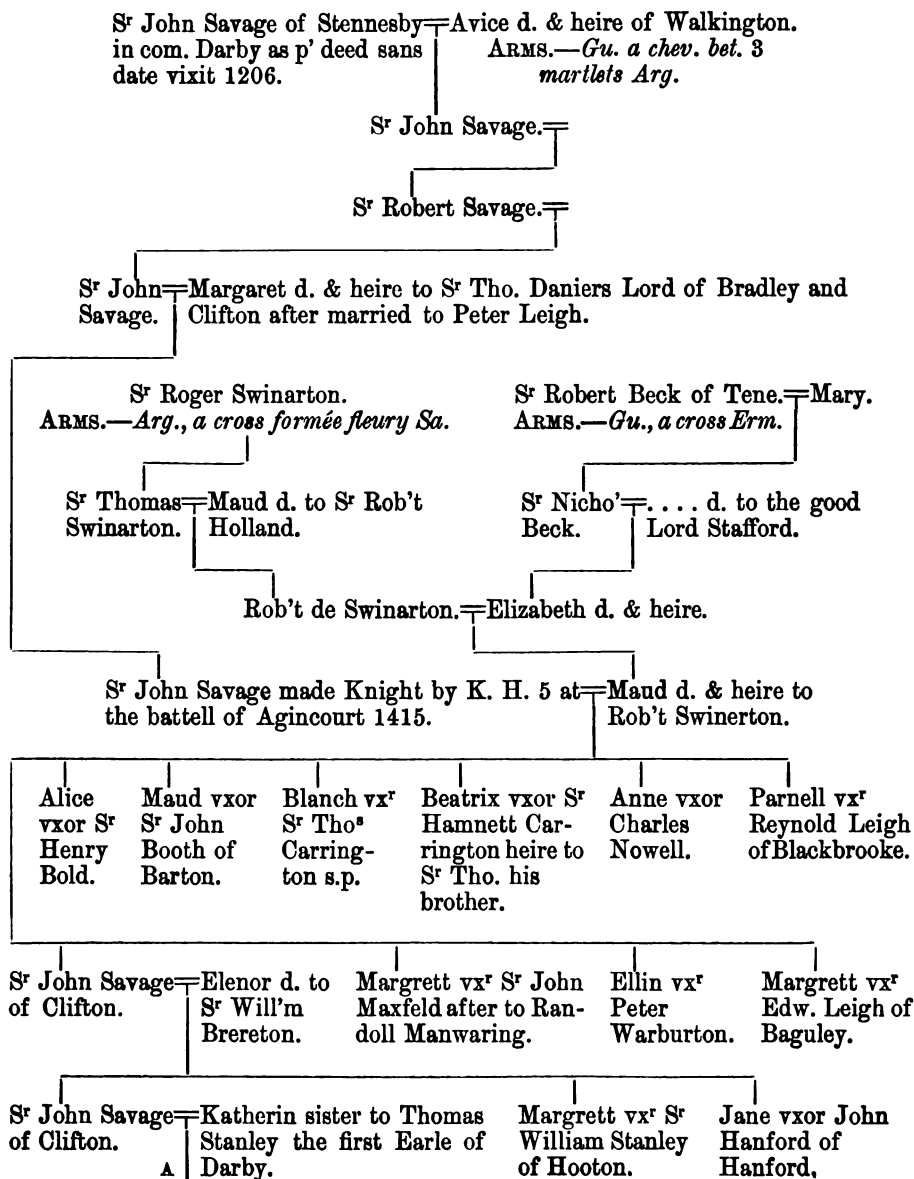 Sʳ John Savage of Stennesby
in com. Darby as p' deed sans
date vixit 1206.
Avice d. & heire of Walkington.
ARMS.—Gu. a chev. bet. 3
martlets Arg.
Sʳ John Savage.
Sʳ Robert Savage.
Sʳ John
Savage.
Margaret d. & heire to Sʳ Tho. Daniers Lord of Bradley and
Clifton after married to Peter Leigh.
Sʳ Roger Swinarton.
ARMS.—Arg., a cross formée fleury Sa.
Sʳ Robert Beck of Tene.
ARMS.—Gu., a cross Erm.
Mary.
Sʳ Thomas
Swinarton.
Maud d. to Sʳ Rob't
Holland.
Sʳ Nicho'
Beck.
.... d. to the good
Lord Stafford.
Rob't de Swinarton.
Elizabeth d. & heire.
Sʳ John Savage made Knight by K. H. 5 at
the battell of Agincourt 1415.
Maud d. & heire to
Rob't Swinerton.
Alice
vxor Sʳ
Henry
Bold.
Maud vxor
Sʳ John
Booth of
Barton.
Blanch vxʳ
Sʳ Thoˢ
Carring-
ton s.p.
Beatrix vxor Sʳ
Hamnett Car-
rington heire to
Sʳ Tho. his
brother.
Anne vxor
Charles
Nowell.
Parnell vxʳ
Reynold Leigh
of Blackbrooke.
Sʳ John Savage
of Clifton.
Elenor d. to
Sʳ Will'm
Brereton.
Margrett vxʳ Sʳ John
Maxfeld after to Ran-
doll Manwaring.
Ellin vxʳ
Peter
Warburton.
Margrett vxʳ
Edw. Leigh of
Baguley.
Sʳ John Savage
of Clifton.
A
Katherin sister to Thomas
Stanley the first Earle of
Darby.
Margrett vxʳ Sʳ
William Stanley
of Hooton.
Jane vxor John
Hanford of
Hanford,